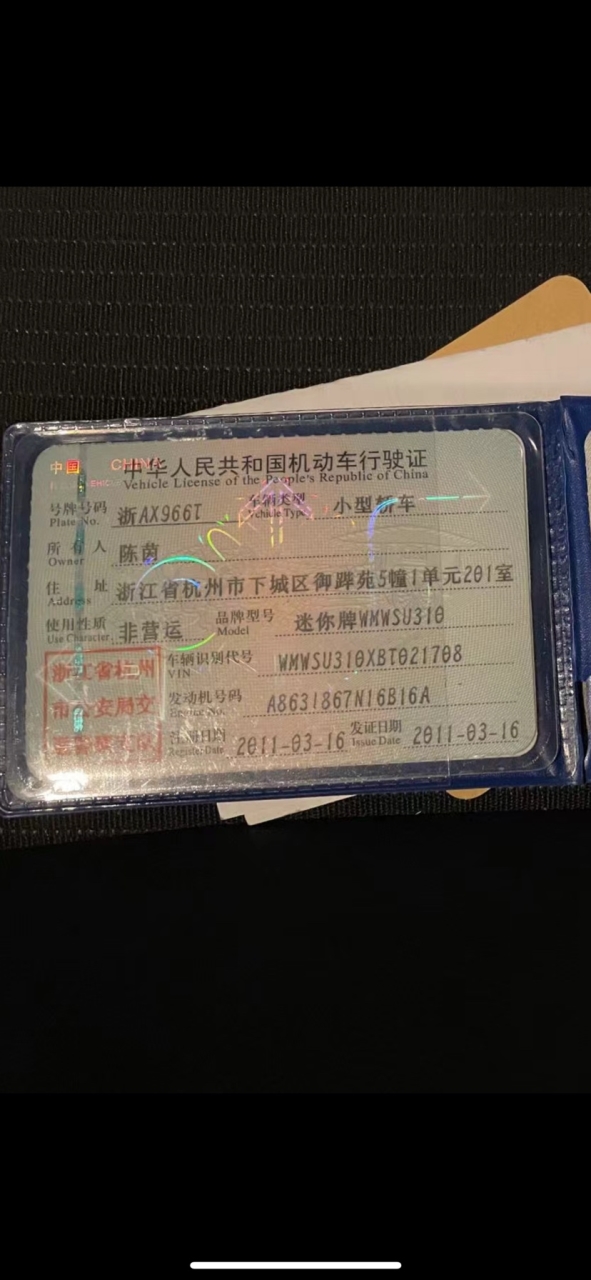 中国 CHINA
中华人民共和国机动车行驶证
Vehicle License of the People's Republic of China
号牌号码 浙AX966T 车辆类型 小型轿车
Plate No. Vehicle Type
所有人 陈茵
Owner
住址 浙江省杭州市下城区御跸苑5幢1单元201室
Address
使用性质 非营运 品牌型号 迷你牌WMWSU310
Use Character Model
浙江省杭州 车辆识别代号 WMWSU310XBT021708
VIN
市公安局交 发动机号码 A8631867N16B16A
Engine No.
警察支队 注册日期 2011-03-16 发证日期 2011-03-16
Register Date Issue Date